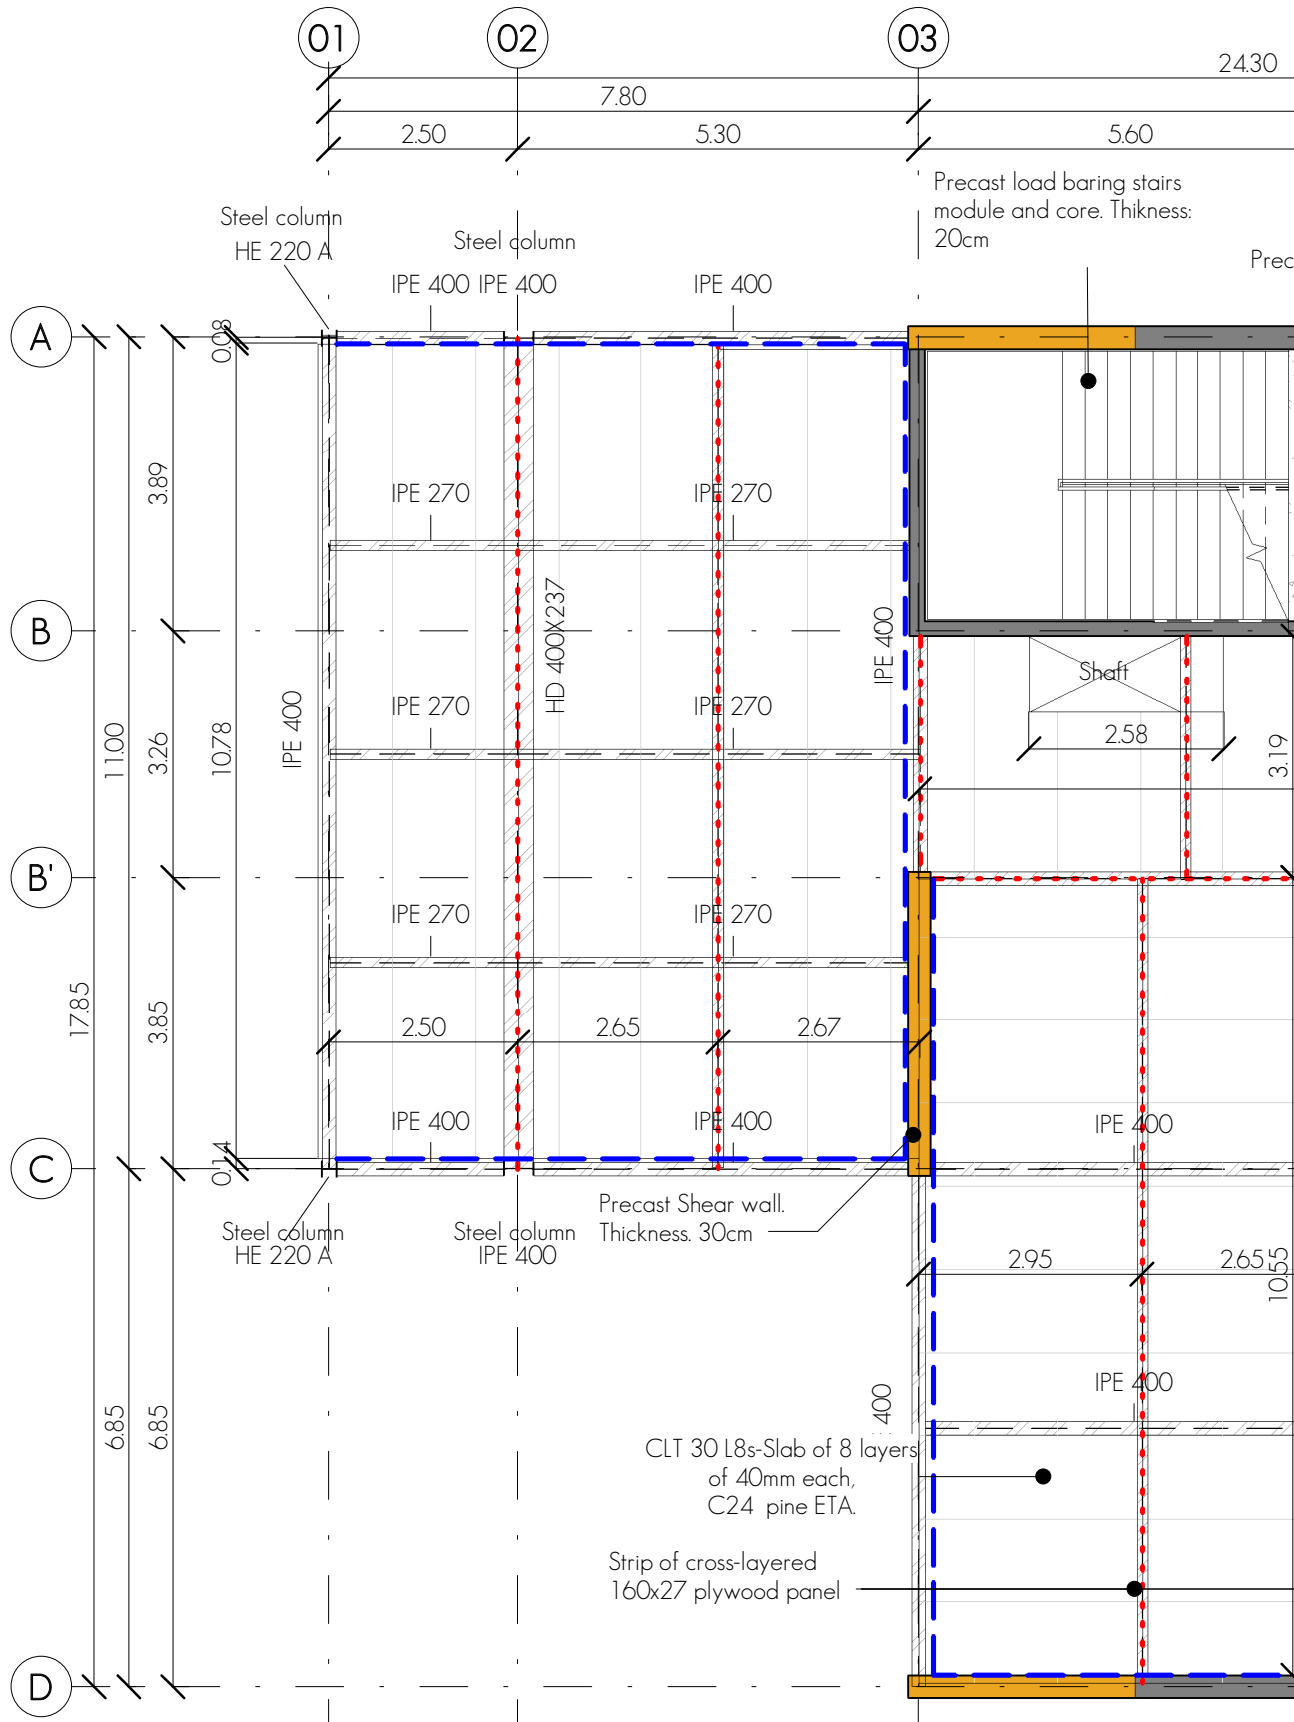 01
02
03
24.30
7.80
2.50
5.30
5.60
Precast load baring stairs
module and core. Thikness:
20cm
Steel column
HE 220 A
Steel column
IPE 400
IPE 400
IPE 400
Prec
A
0.08
3.89
IPE 270
IPE 270
B
HD 400X237
IPE 400
Shaft
2.58
3.19
IPE 400
IPE 270
IPE 270
11.00
3.26
10.78
B'
IPE 270
IPE 270
17.85
3.85
2.50
2.65
2.67
IPE 400
IPE 400
IPE 400
0.14
C
Precast Shear wall.
Thickness. 30cm
Steel column
HE 220 A
Steel column
IPE 400
2.95
2.65
10.55
IPE 400
400
6.85
6.85
CLT 30 L8s-Slab of 8 layers
of 40mm each,
C24 pine ETA.
Strip of cross-layered
160x27 plywood panel
D